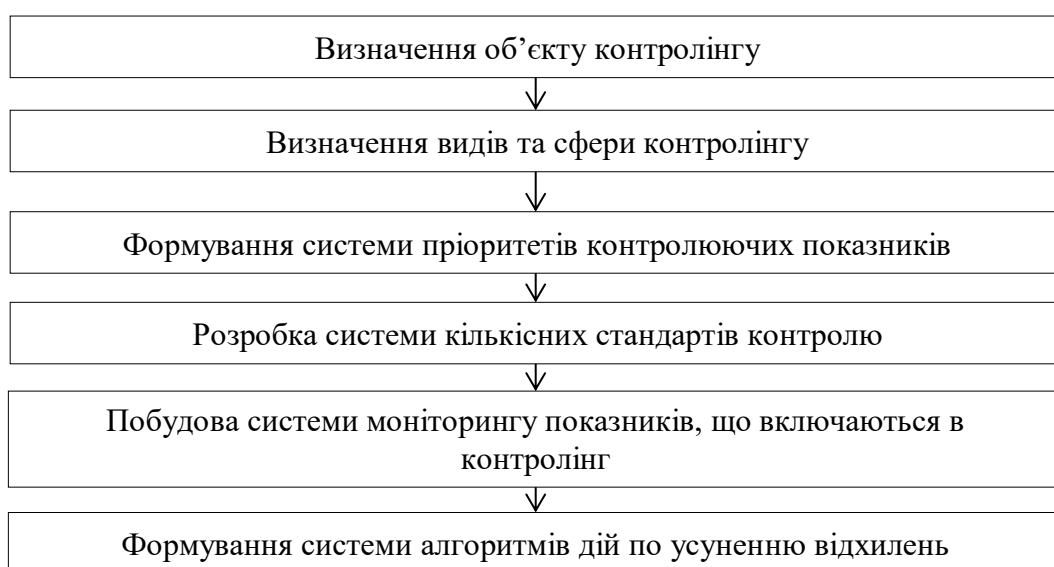 Визначення об’єкту контролінгу
Визначення видів та сфери контролінгу
Формування системи пріоритетів контролюючих показників
Розробка системи кількісних стандартів контролю
Побудова системи моніторингу показників, що включаються в
контролінг
Формування системи алгоритмів дій по усуненню відхилень